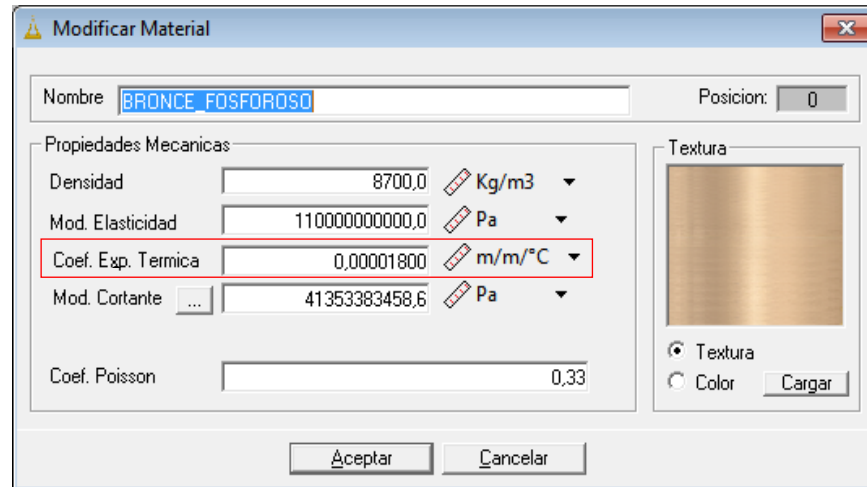 Modificar Material
Nombre BRONCE_FOSFOROSO Posicion: 0
Propiedades Mecanicas
Textura
Densidad 8700,0 Kg/m3
Mod. Elasticidad 110000000000,0 Pa
Coef. Exp. Termica 0,00001800 m/m/°C
Mod. Cortante ... 41353383458,6 Pa
Coef. Poisson 0,33
Textura
Color Cargar
Aceptar Cancelar